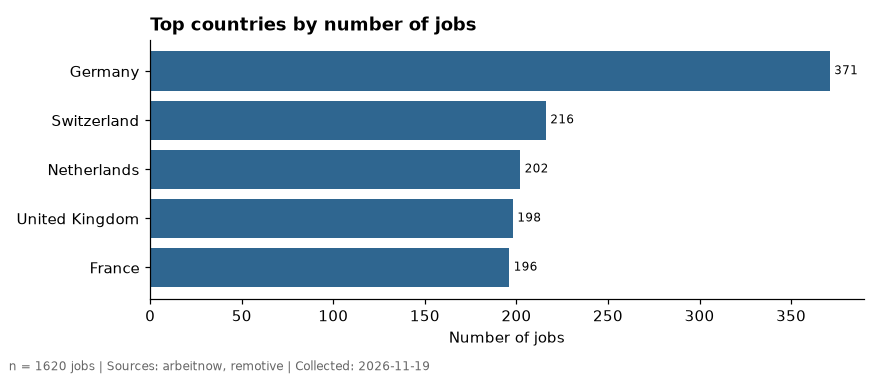 Top countries by number of jobs
Germany 371
Switzerland 216
Netherlands 202
United Kingdom 198
France 196
0 50 100 150 200 250 300 350
Number of jobs
n = 1620 jobs | Sources: arbeitnow, remotive | Collected: 2026-11-19